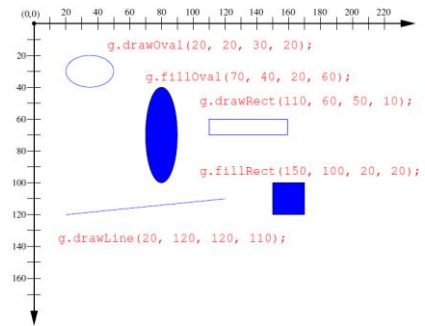 (0,0) 20 40 60 80 100 120 140 160 180 200 220
g.drawOval(20, 20, 30, 20);
20
g.fillOval(70, 40, 20, 60);
40
g.drawRect(110, 60, 50, 10);
60
80
g.fillRect(150, 100, 20, 20);
100
120
g.drawLine(20, 120, 120, 110);
140
160